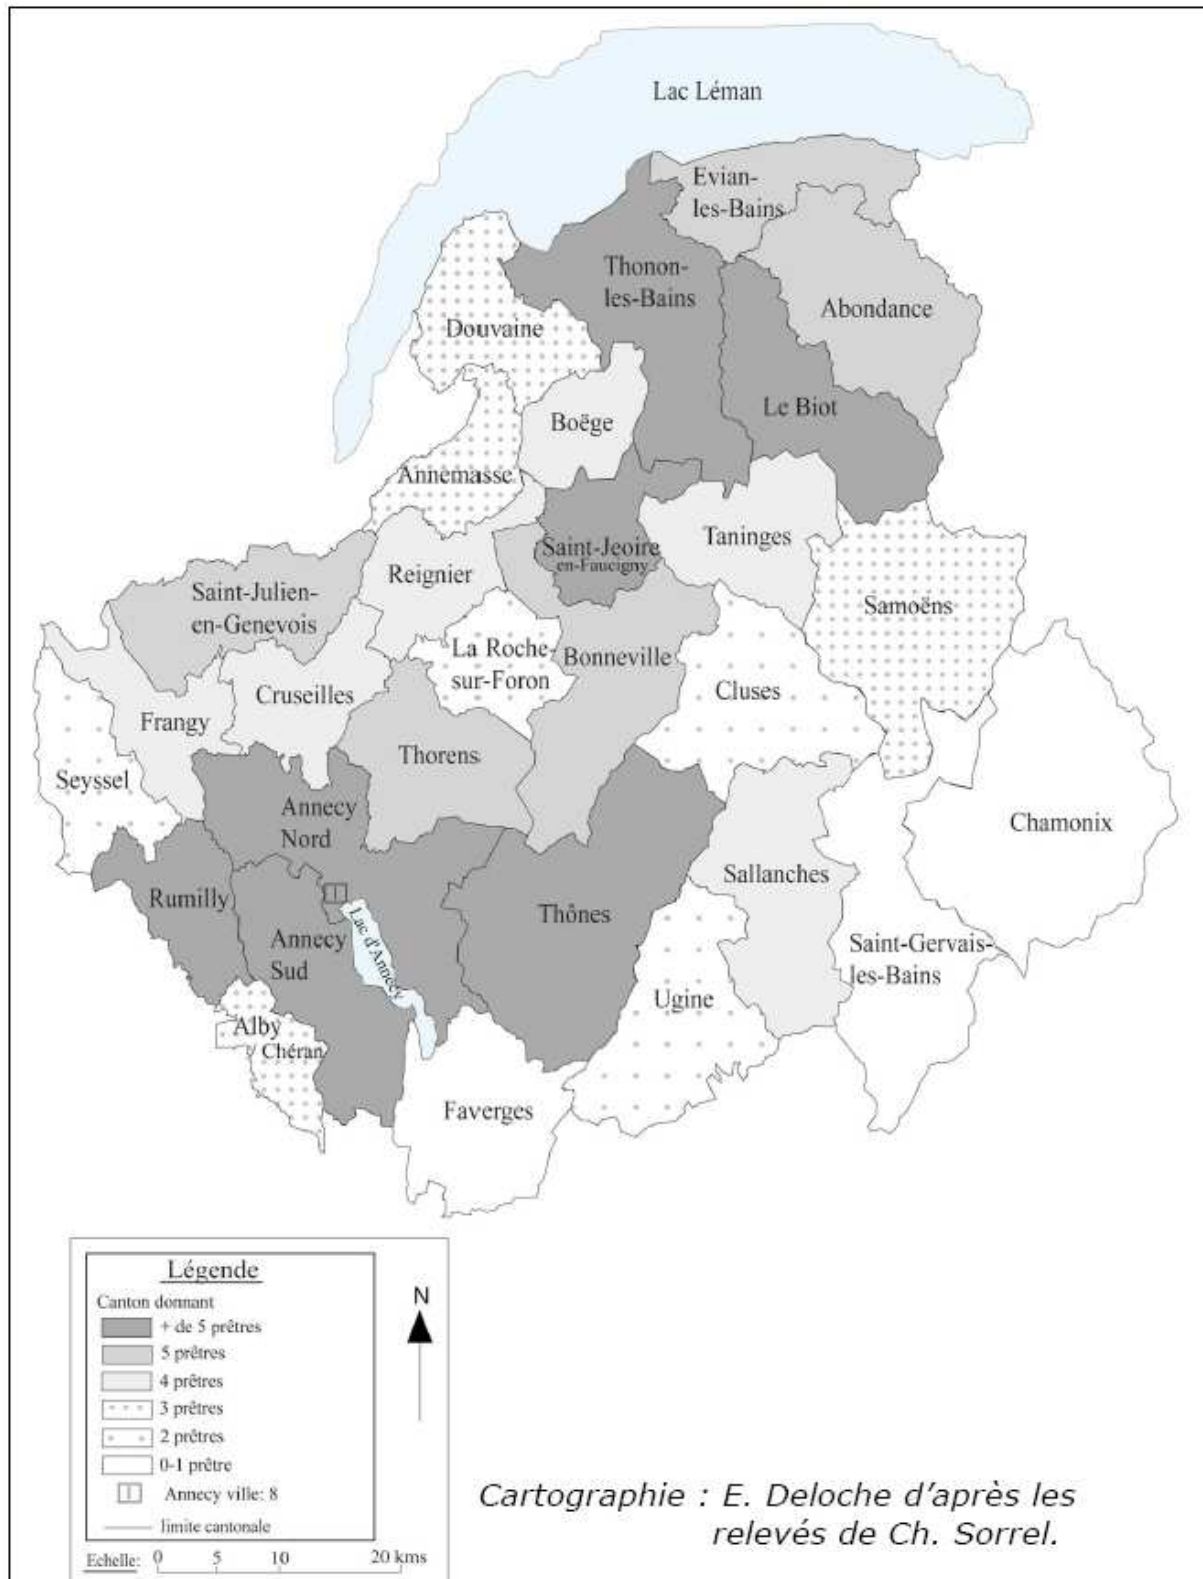 Lac Léman
Evian-
les-Bains
Thonon-
les-Bains
Abondance
Douvaine
Le Biot
Boëge
Annemasse
Taninges
Saint-Jeoire
en-Faucigny
Reignier
Samoëns
Saint-Julien-
en-Genevois
La Roche-
sur-Foron
Bonneville
Cluses
Cruseilles
Frangy
Thorens
Seyssel
Annecy
Nord
Chamonix
Sallanches
Rumilly
Thônes
Lac d'Annecy
Annecy
Sud
Saint-Gervais-
les-Bains
Ugine
Alby
Chéran
Faverges
Légende
Canton donnant
+ de 5 prêtres
5 prêtres
4 prêtres
3 prêtres
2 prêtres
0-1 prêtre
Annecy ville: 8
limite cantonale
Echelle: 0 5 10 20 kms
N
Cartographie : E. Deloche d'après les
relevés de Ch. Sorrel.